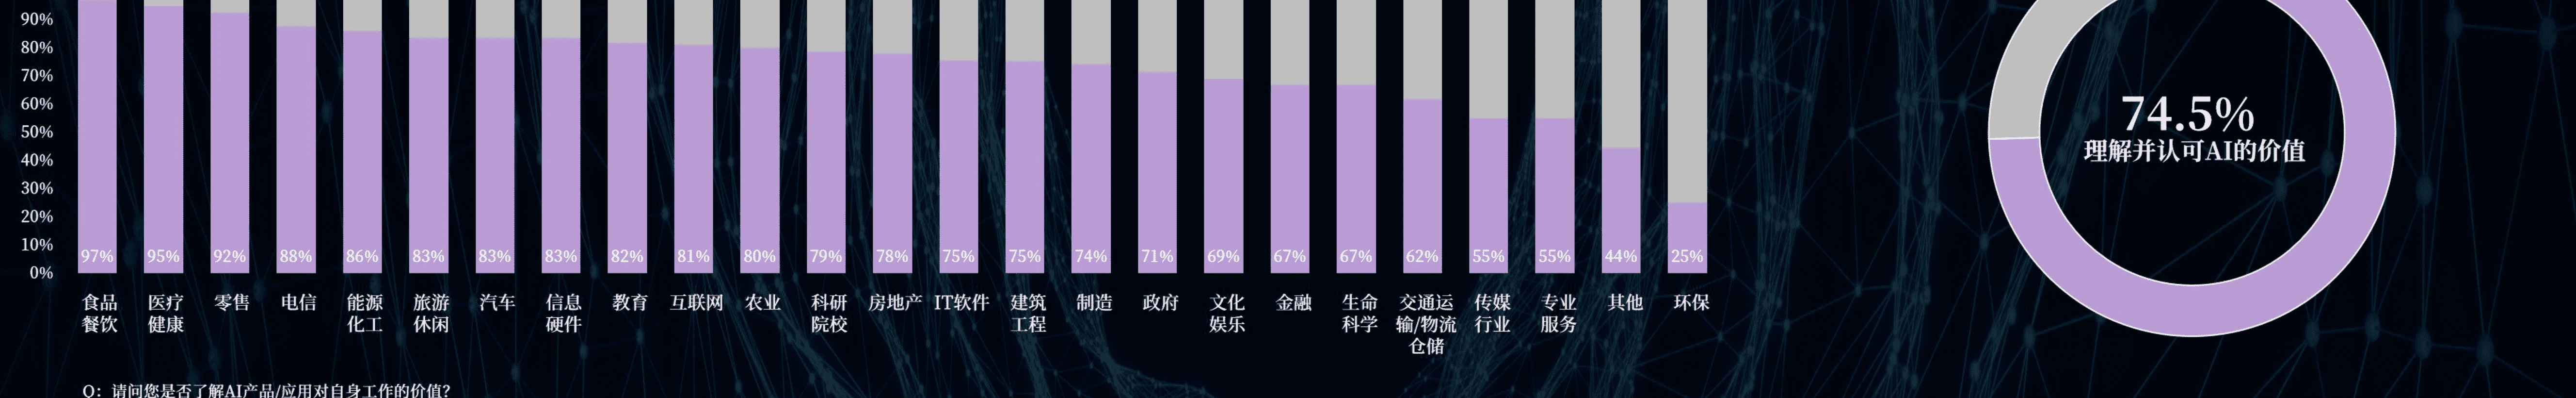 90%
80%
70%
60%
50%
40%
30%
20%
10%
0%
97% 95% 92% 88% 86% 83% 83% 83% 82% 81% 80% 79% 78% 75% 75% 74% 71% 69% 67% 67% 62% 55% 55% 44% 25%
食品 医疗 零售 电信 能源 旅游 汽车 信息 教育 互联网 农业 科研 房地产 IT软件 建筑 制造 政府 文化 金融 生命 交通运 传媒 专业 其他 环保
餐饮 健康 化工 休闲 硬件 院校 工程 娱乐 科学 输/物流 行业 服务
仓储
Q：请问您是否了解AI产品/应用对自身工作的价值?
74.5%
理解并认可AI的价值